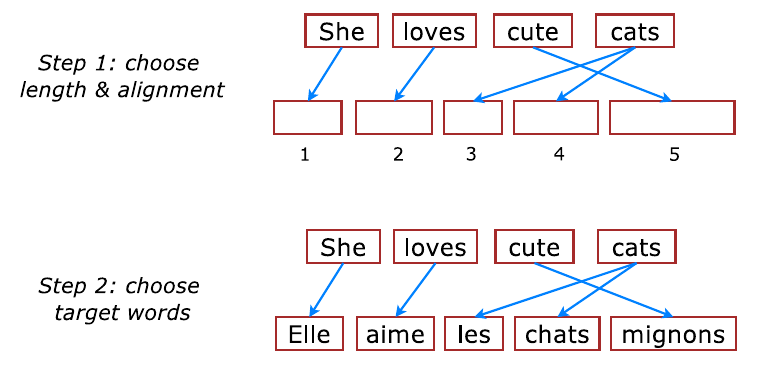 She loves cute cats
Step 1: choose
length & alignment
1 2 3 4 5
She loves cute cats
Step 2: choose
target words
Elle aime les chats mignons